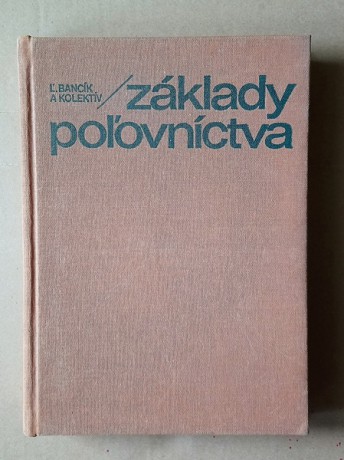 Ľ. BANCÍK
A KOLEKTÍV
/ základy
poľovníctva